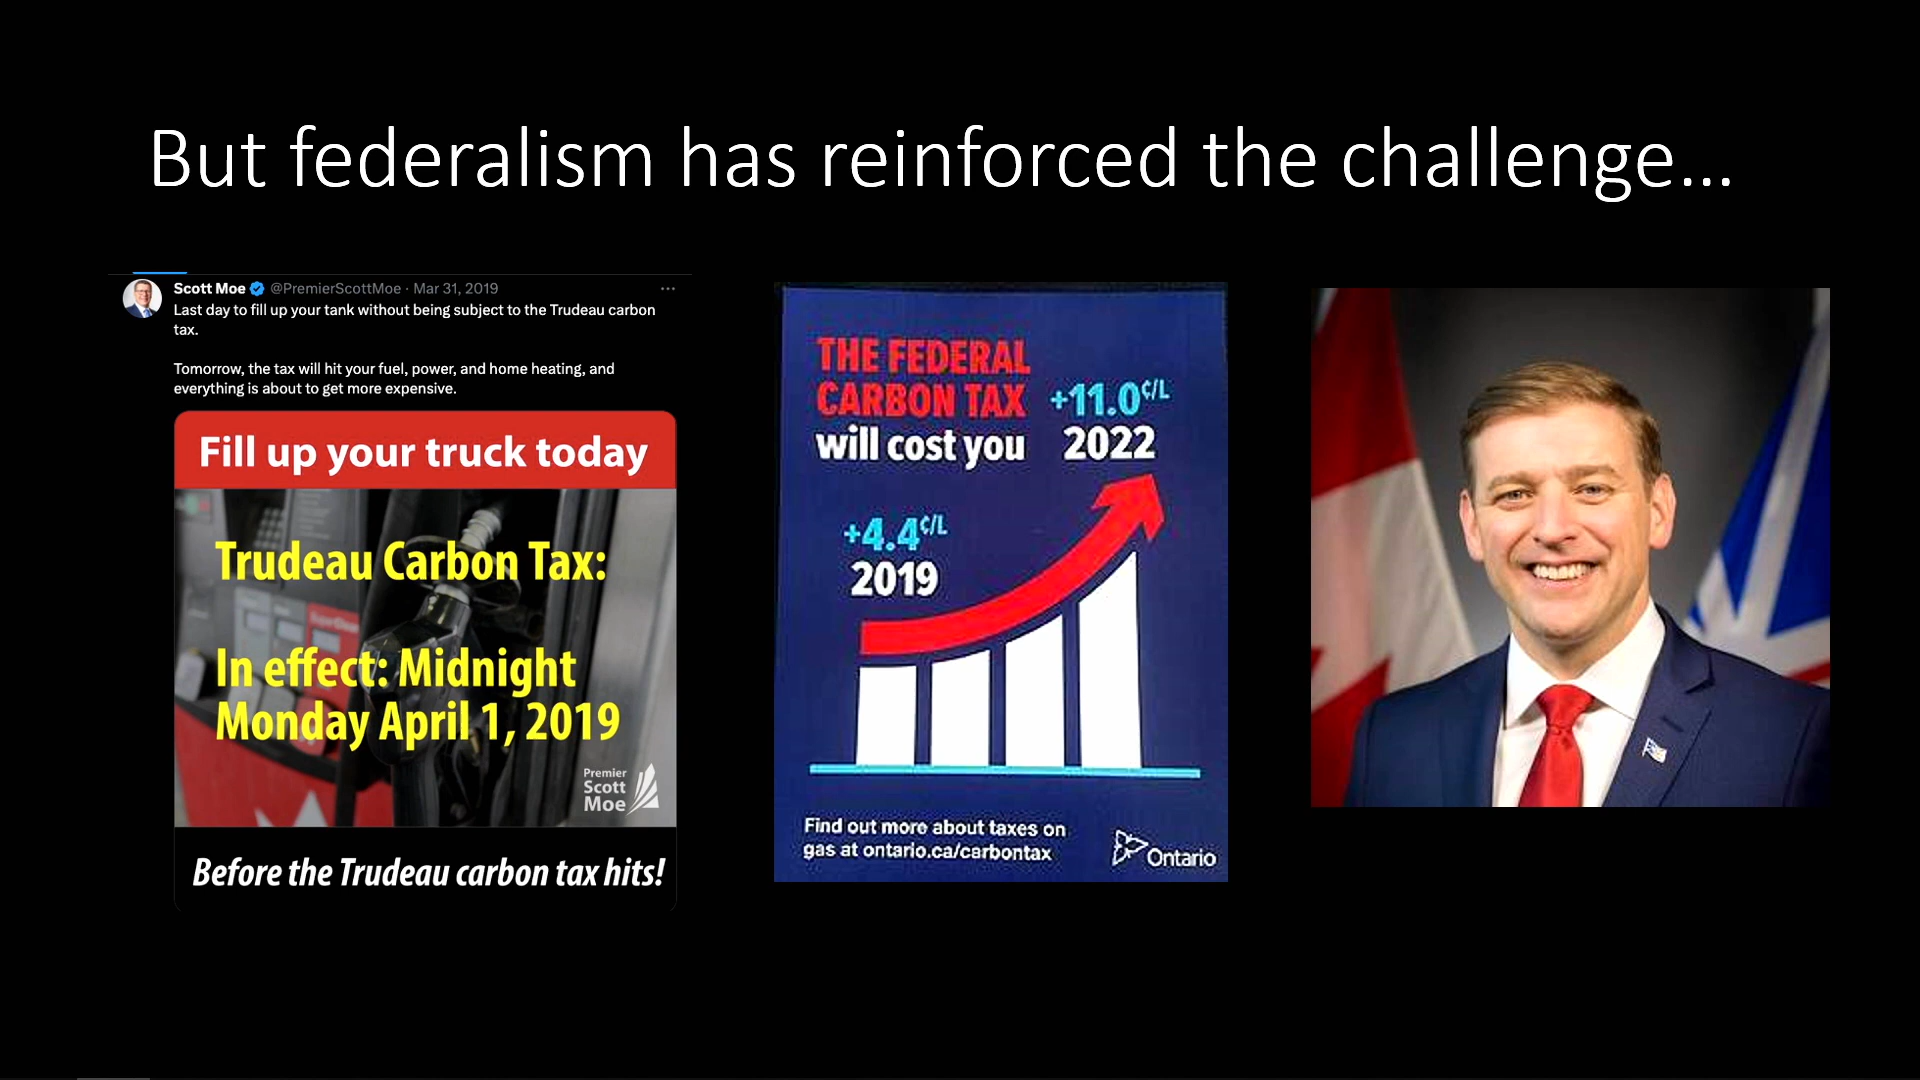 But federalism has reinforced the challenge...
Scott Moe @PremierScottMoe · Mar 31, 2019 ...
Last day to fill up your tank without being subject to the Trudeau carbon
tax.
Tomorrow, the tax will hit your fuel, power, and home heating, and
everything is about to get more expensive.
Fill up your truck today
Trudeau Carbon Tax:
In effect: Midnight
Monday April 1, 2019
Premier
Scott
Moe
Before the Trudeau carbon tax hits!
THE FEDERAL
CARBON TAX
will cost you
+11.0¢/L
2022
+4.4¢/L
2019
Find out more about taxes on
gas at ontario.ca/carbontax
Ontario